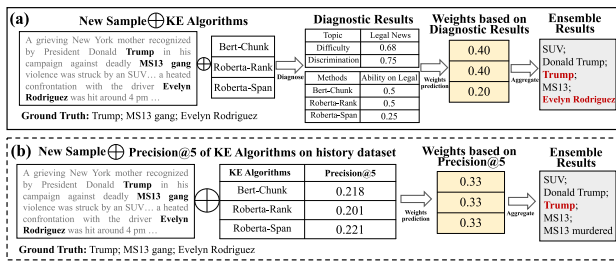 (a)
New Sample ⊕ KE Algorithms
A grieving New York mother recognized
by President Donald Trump in his
campaign against deadly MS13 gang
violence was struck by an SUV… a heated
confrontation with the driver Evelyn
Rodriguez was hit around 4 pm …
Ground Truth: Trump; MS13 gang; Evelyn Rodriguez
Bert-Chunk
Roberta-Rank
Roberta-Span
Diagnose
Diagnostic Results
Topic Legal News
Difficulty 0.68
Discrimination 0.75
Methods Ability on Legal
Bert-Chunk 0.5
Roberta-Rank 0.5
Roberta-Span 0.25
Weights
prediction
Weights based on
Diagnostic Results
0.40
0.40
0.20
Aggregate
Ensemble
Results
SUV;
Donald Trump;
Trump;
MS13;
Evelyn Rodriguez
(b)
New Sample ⊕ Precision@5 of KE Algorithms on history dataset
A grieving New York mother recognized
by President Donald Trump in his
campaign against deadly MS13 gang
violence was struck by an SUV… a heated
confrontation with the driver Evelyn
Rodriguez was hit around 4 pm …
Ground Truth: Trump; MS13 gang; Evelyn Rodriguez
KE Algorithms Precision@5
Bert-Chunk 0.218
Roberta-Rank 0.201
Roberta-Span 0.221
Weights
prediction
Weights based on
Precision@5
0.33
0.33
0.33
Aggregate
Ensemble
Results
SUV;
Donald Trump;
Trump;
MS13;
MS13 murdered